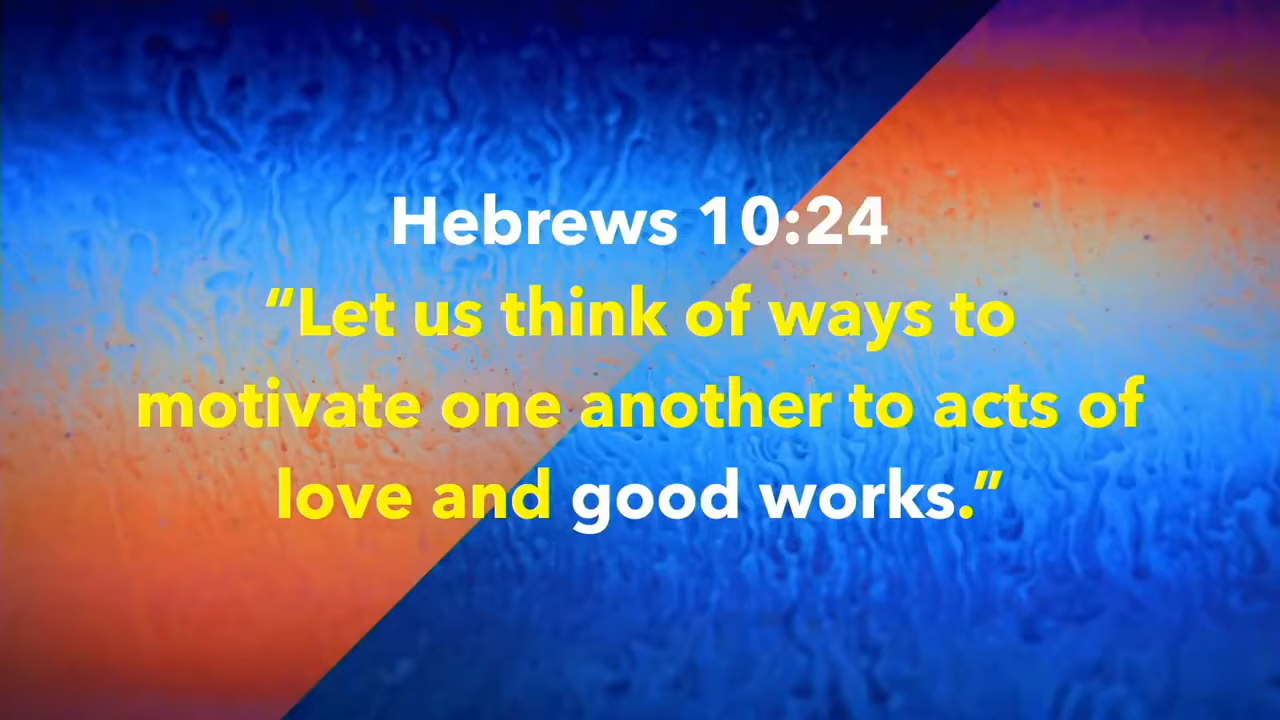 Hebrews 10:24
“Let us think of ways to
motivate one another to acts of
love and good works.”